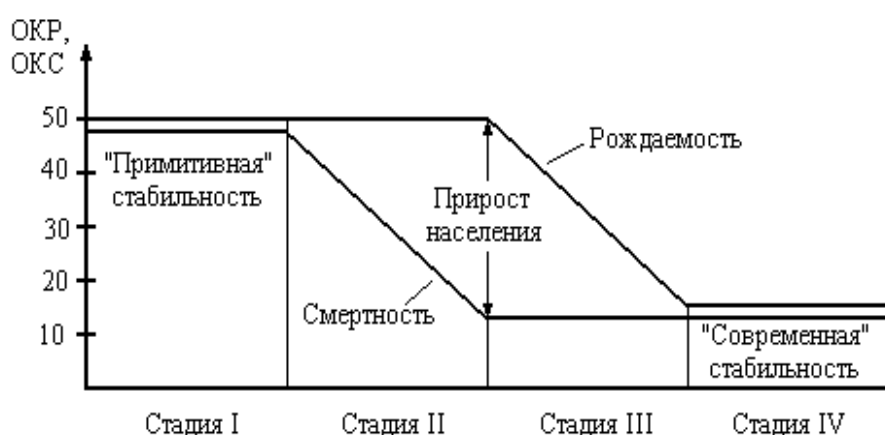 ОКР,
ОКС
50
40
30
20
10
"Примитивная"
стабильность
Рождаемость
Прирост
населения
Смертность
"Современная"
стабильность
Стадия I
Стадия II
Стадия III
Стадия IV